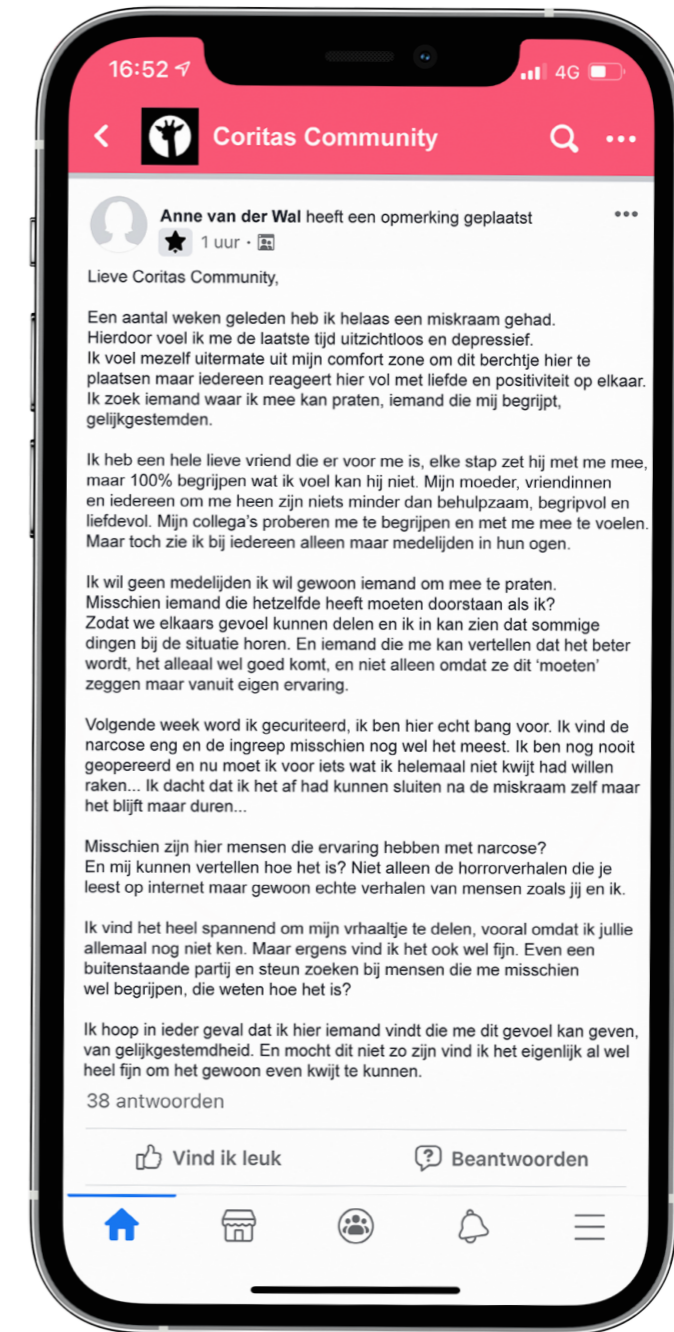 16:52
4G
Coritas Community
Anne van der Wal heeft een opmerking geplaatst
1 uur ·
Lieve Coritas Community,
Een aantal weken geleden heb ik helaas een miskraam gehad.
Hierdoor voel ik me de laatste tijd uitzichtloos en depressief.
Ik voel mezelf uitermate uit mijn comfort zone om dit berchtje hier te
plaatsen maar iedereen reageert hier vol met liefde en positiviteit op elkaar.
Ik zoek iemand waar ik mee kan praten, iemand die mij begrijpt,
gelijkgestemden.
Ik heb een hele lieve vriend die er voor me is, elke stap zet hij met me mee,
maar 100% begrijpen wat ik voel kan hij niet. Mijn moeder, vriendinnen
en iedereen om me heen zijn niets minder dan behulpzaam, begripvol en
liefdevol. Mijn collega's proberen me te begrijpen en met me mee te voelen.
Maar toch zie ik bij iedereen alleen maar medelijden in hun ogen.
Ik wil geen medelijden ik wil gewoon iemand om mee te praten.
Misschien iemand die hetzelfde heeft moeten doorstaan als ik?
Zodat we elkaars gevoel kunnen delen en ik in kan zien dat sommige
dingen bij de situatie horen. En iemand die me kan vertellen dat het beter
wordt, het alleaal wel goed komt, en niet alleen omdat ze dit ‘moeten’
zeggen maar vanuit eigen ervaring.
Volgende week word ik gecuriteerd, ik ben hier echt bang voor. Ik vind de
narcose eng en de ingreep misschien nog wel het meest. Ik ben nog nooit
geopereerd en nu moet ik voor iets wat ik helemaal niet kwijt had willen
raken... Ik dacht dat ik het af had kunnen sluiten na de miskraam zelf maar
het blijft maar duren...
Misschien zijn hier mensen die ervaring hebben met narcose?
En mij kunnen vertellen hoe het is? Niet alleen de horrorverhalen die je
leest op internet maar gewoon echte verhalen van mensen zoals jij en ik.
Ik vind het heel spannend om mijn vrhaaltje te delen, vooral omdat ik jullie
allemaal nog niet ken. Maar ergens vind ik het ook wel fijn. Even een
buitenstaande partij en steun zoeken bij mensen die me misschien
wel begrijpen, die weten hoe het is?
Ik hoop in ieder geval dat ik hier iemand vindt die me dit gevoel kan geven,
van gelijkgestemdheid. En mocht dit niet zo zijn vind ik het eigenlijk al wel
heel fijn om het gewoon even kwijt te kunnen.
38 antwoorden
Vind ik leuk
Beantwoorden